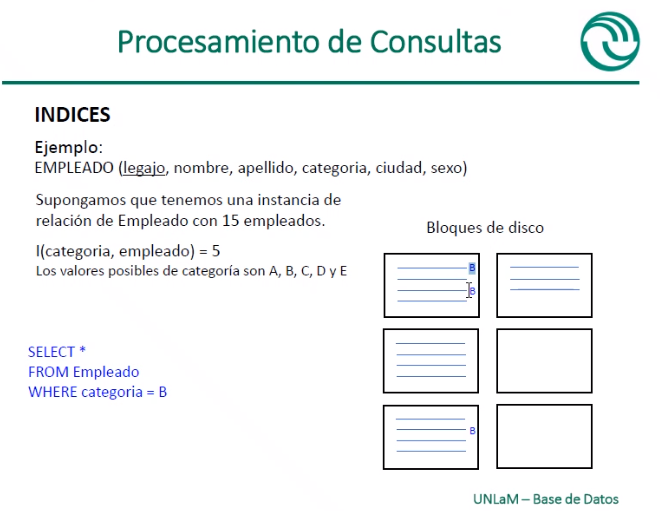 Procesamiento de Consultas
INDICES
Ejemplo:
EMPLEADO (legajo, nombre, apellido, categoria, ciudad, sexo)
Supongamos que tenemos una instancia de
relación de Empleado con 15 empleados.
I(categoria, empleado) = 5
Los valores posibles de categoría son A, B, C, D y E
SELECT *
FROM Empleado
WHERE categoria = B
Bloques de disco
B
B
B
UNLaM – Base de Datos